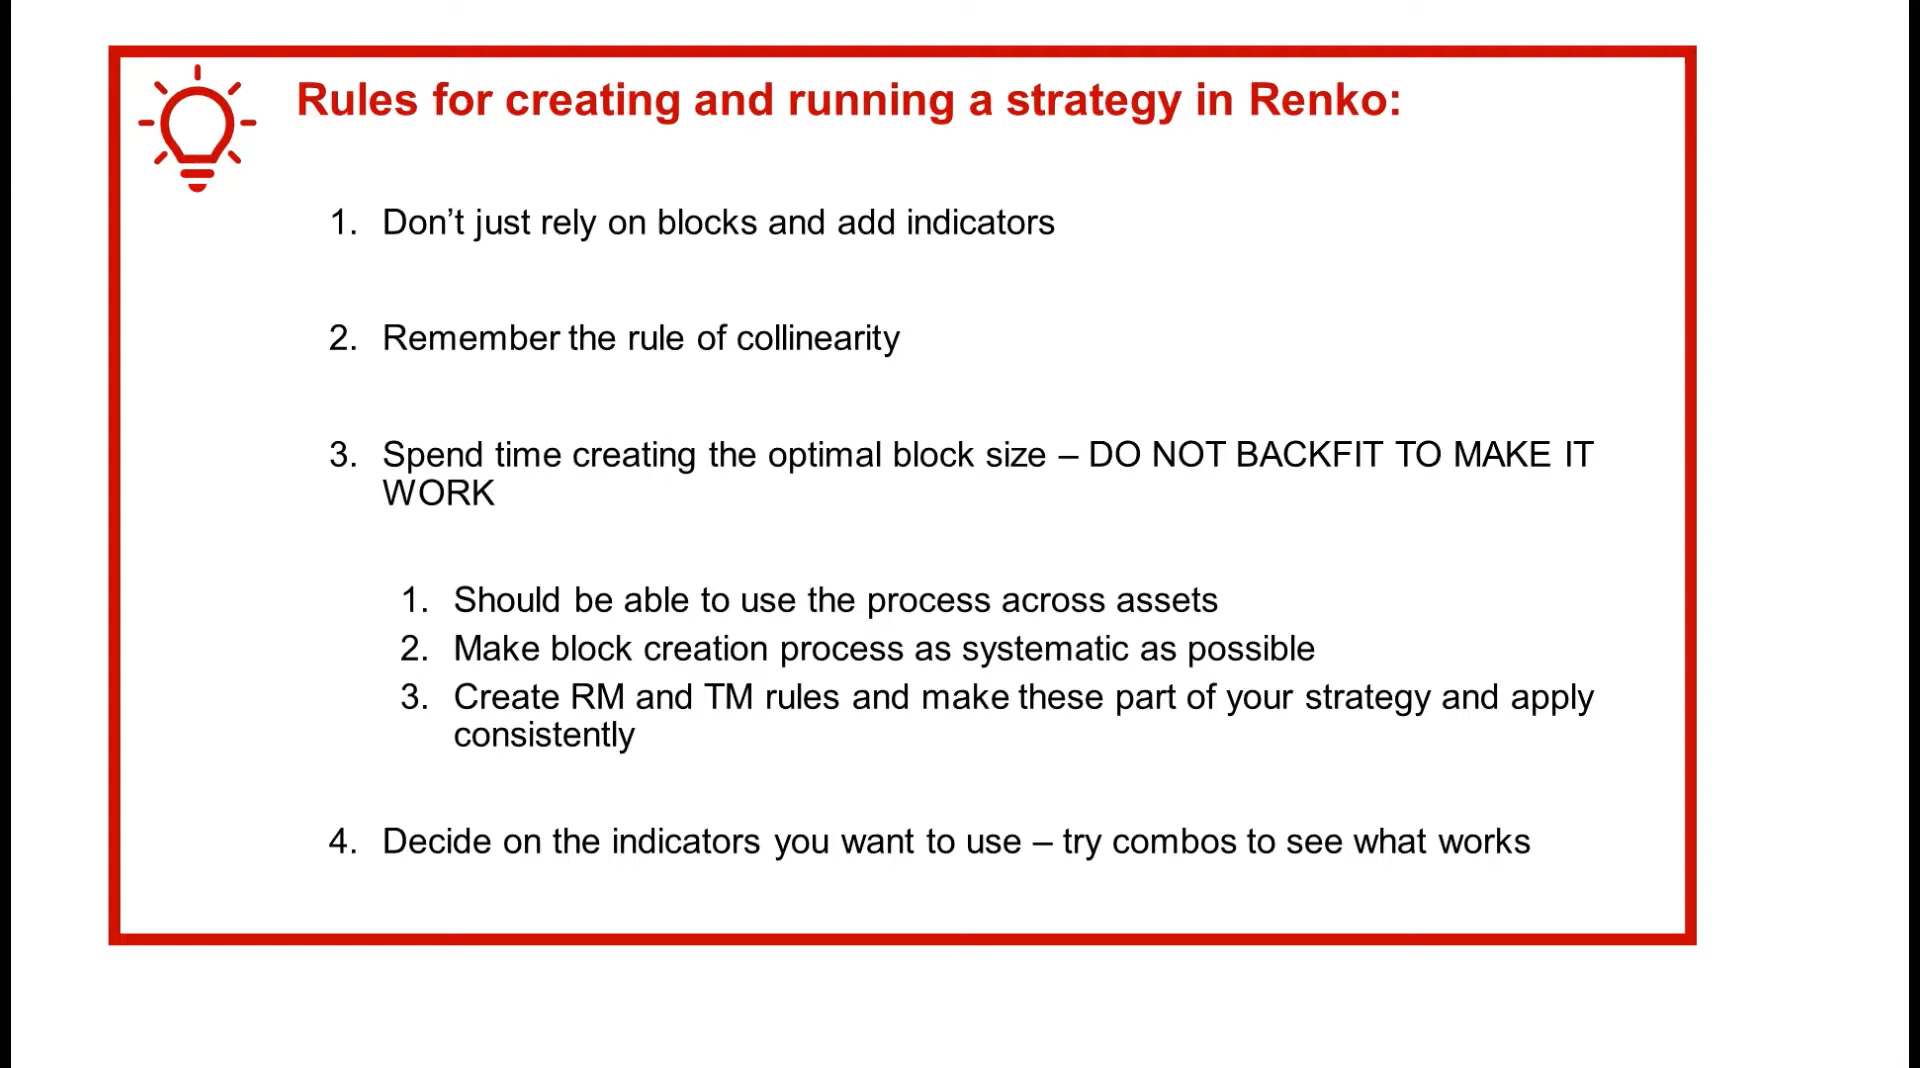 Rules for creating and running a strategy in Renko:
1. Don’t just rely on blocks and add indicators
2. Remember the rule of collinearity
3. Spend time creating the optimal block size – DO NOT BACKFIT TO MAKE IT
WORK
1. Should be able to use the process across assets
2. Make block creation process as systematic as possible
3. Create RM and TM rules and make these part of your strategy and apply
consistently
4. Decide on the indicators you want to use – try combos to see what works